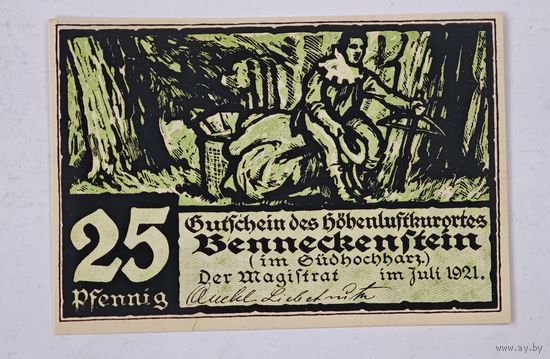 25
Pfennig
Gutschein des Höhenluftkurortes
Benneckenstein
(im Südhochharz.)
Der Magistrat im Juli 1921.
www.ay.by